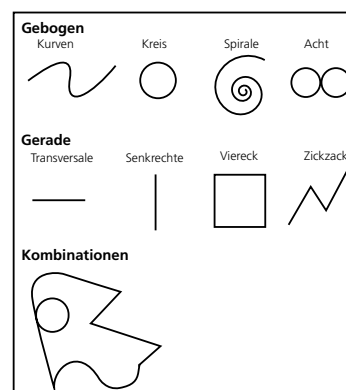 Gebogen
Kurven Kreis Spirale Acht
Gerade
Transversale Senkrechte Viereck Zickzack
Kombinationen